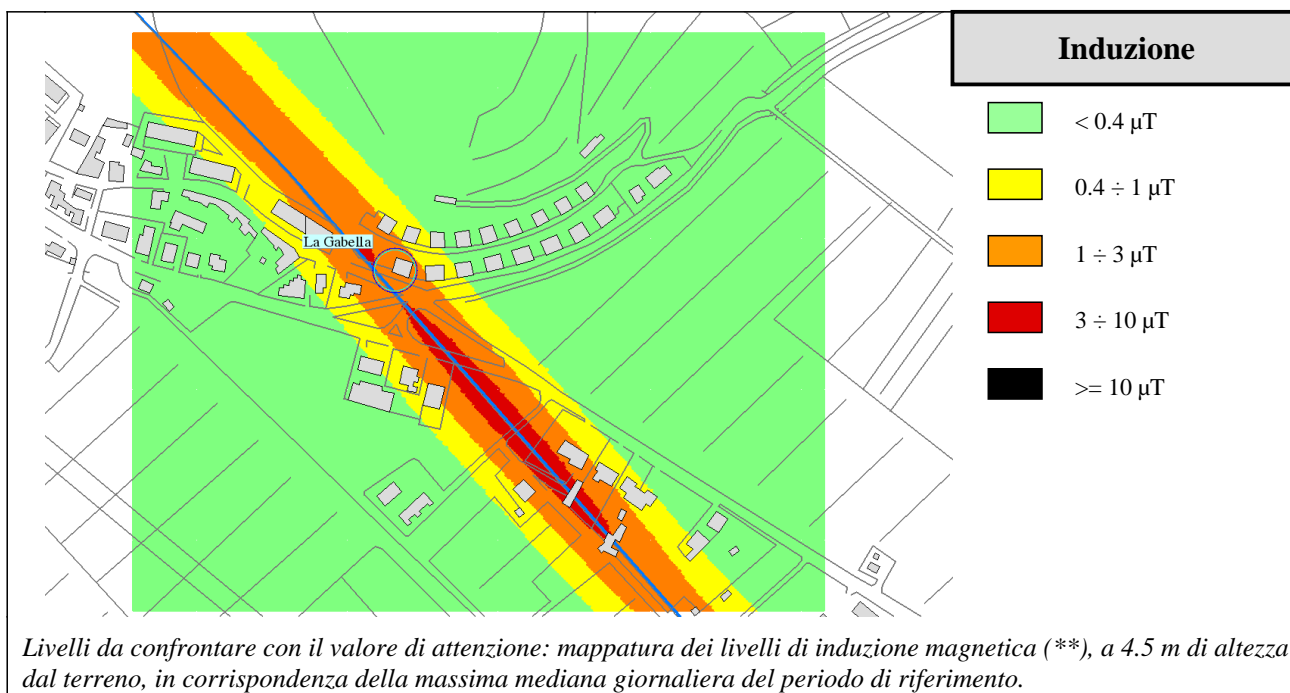 Induzione
< 0.4 µT
0.4 ÷ 1 µT
1 ÷ 3 µT
3 ÷ 10 µT
>= 10 µT
La Gabella
Livelli da confrontare con il valore di attenzione: mappatura dei livelli di induzione magnetica (**), a 4.5 m di altezza
dal terreno, in corrispondenza della massima mediana giornaliera del periodo di riferimento.